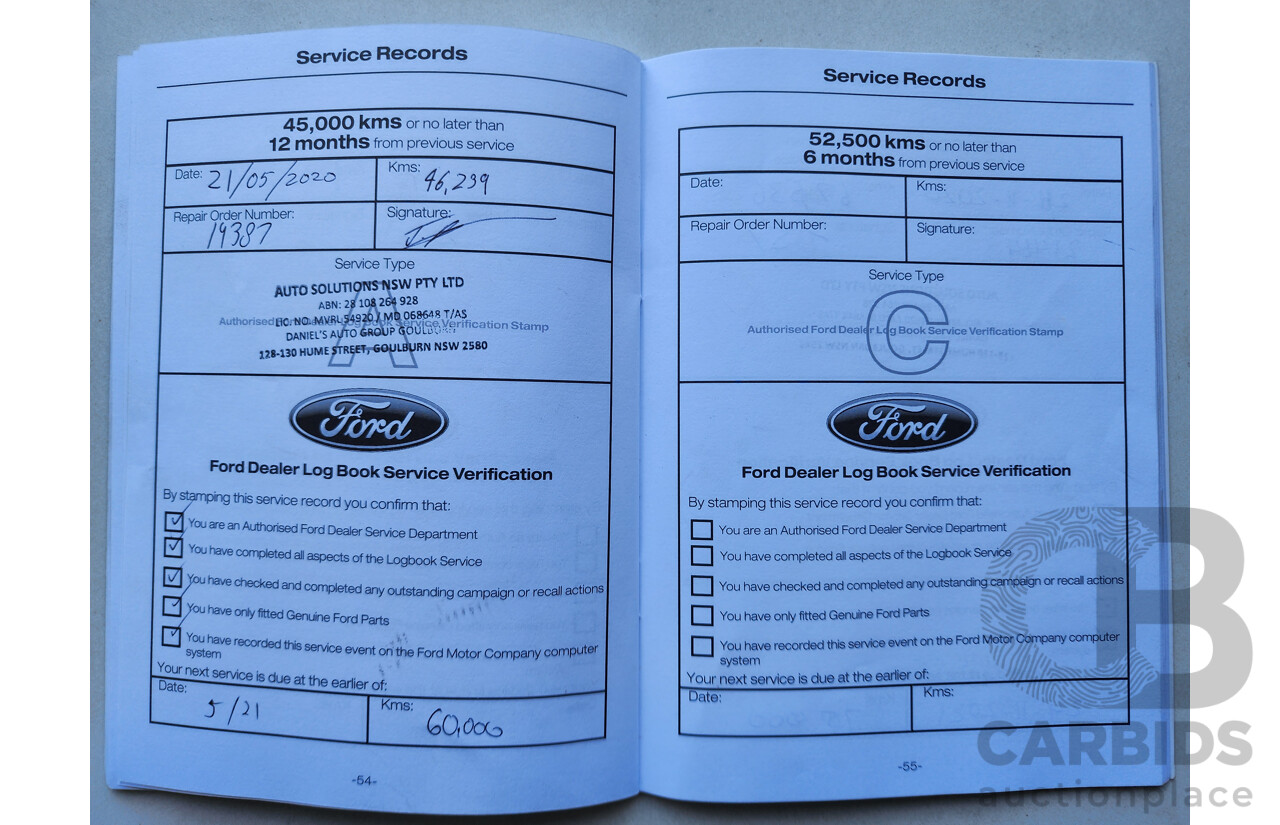 Service Records
45,000 kms or no later than
12 months from previous service
Date: 21/05/2020
Kms: 46,239
Repair Order Number: 19387
Signature:
Service Type
A
AUTO SOLUTIONS NSW PTY LTD
ABN: 28 108 264 928
LIC. NO. MVRL 54920 / MD 068648 T/AS
Authorised Ford Dealer Log Book Service Verification Stamp
DANIEL'S AUTO GROUP GOULBURN
128-130 HUME STREET, GOULBURN NSW 2580
Ford
Ford Dealer Log Book Service Verification
By stamping this service record you confirm that:
You are an Authorised Ford Dealer Service Department
You have completed all aspects of the Logbook Service
You have checked and completed any outstanding campaign or recall actions
You have only fitted Genuine Ford Parts
You have recorded this service event on the Ford Motor Company computer
system
Your next service is due at the earlier of:
Date: 5/21
Kms: 60,000
-54-
Service Records
52,500 kms or no later than
6 months from previous service
Date:
Kms:
Repair Order Number:
Signature:
Service Type
C
Authorised Ford Dealer Log Book Service Verification Stamp
Ford
Ford Dealer Log Book Service Verification
By stamping this service record you confirm that:
You are an Authorised Ford Dealer Service Department
You have completed all aspects of the Logbook Service
You have checked and completed any outstanding campaign or recall actions
You have only fitted Genuine Ford Parts
You have recorded this service event on the Ford Motor Company computer
system
Your next service is due at the earlier of:
Date:
Kms:
-55-
CB
CARBIDS
auctionplace